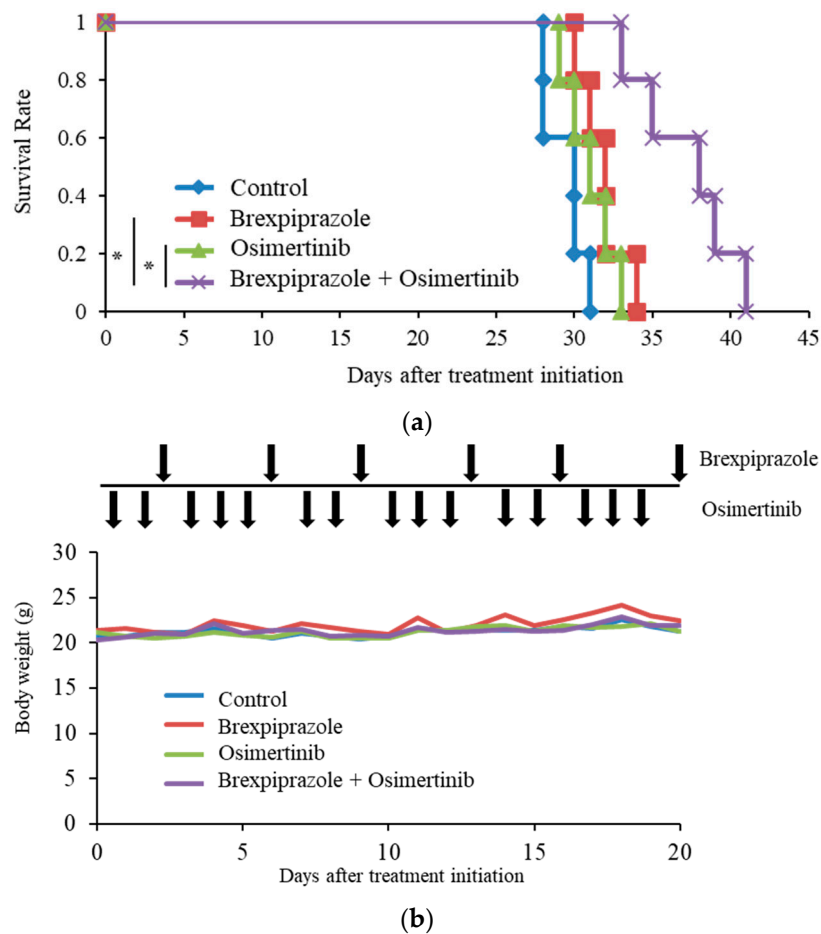 1
0.8
0.6
0.4
0.2
0
Survival Rate
Control
Brexpiprazole
Osimertinib
Brexpiprazole + Osimertinib
*
*
0 5 10 15 20 25 30 35 40 45
Days after treatment initiation
(a)
Brexpiprazole
Osimertinib
30
25
20
15
10
5
0
Body weight (g)
Control
Brexpiprazole
Osimertinib
Brexpiprazole + Osimertinib
0 5 10 15 20
Days after treatment initiation
(b)